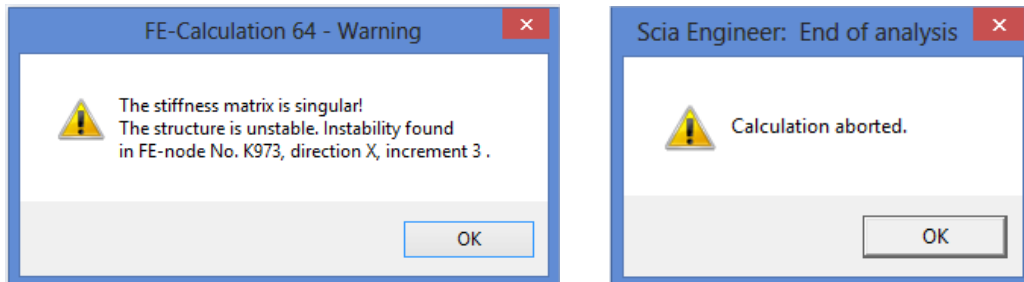 FE-Calculation 64 - Warning
The stiffness matrix is singular!
The structure is unstable. Instability found
in FE-node No. K973, direction X, increment 3 .
OK
Scia Engineer: End of analysis
Calculation aborted.
OK